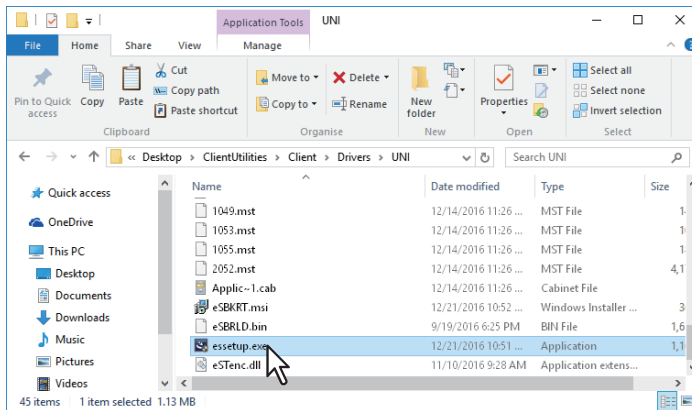 Application Tools UNI
File Home Share View Manage
Pin to Quick access
Copy
Paste
Cut
Copy path
Paste shortcut
Move to
Copy to
Delete
Rename
New folder
Properties
Select all
Select none
Invert selection
Clipboard Organise New Open Select
« Desktop > ClientUtilities > Client > Drivers > UNI Search UNI
Name Date modified Type Size
Quick access
OneDrive
This PC
Desktop
Documents
Downloads
Music
Pictures
Videos
1049.mst 12/14/2016 11:26 ... MST File
1053.mst 12/14/2016 11:26 ... MST File
1055.mst 12/14/2016 11:26 ... MST File
2052.mst 12/14/2016 11:26 ... MST File 4,1
Applic~1.cab 12/14/2016 11:26 ... Cabinet File
eSBKRT.msi 12/21/2016 10:52 ... Windows Installer ...
eSBRLD.bin 9/19/2016 6:25 PM BIN File 1,6
essetup.exe 12/21/2016 10:51 ... Application 1,1
eSTenc.dll 11/10/2016 9:28 AM Application extens...
45 items 1 item selected 1.13 MB